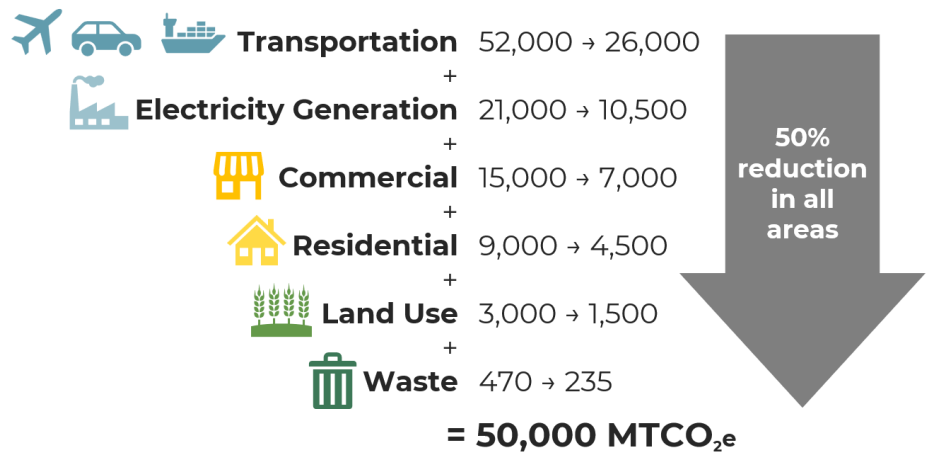 Transportation 52,000 → 26,000
+
Electricity Generation 21,000 → 10,500
+
Commercial 15,000 → 7,000
+
Residential 9,000 → 4,500
+
Land Use 3,000 → 1,500
+
Waste 470 → 235
= 50,000 MTCO₂e
50%
reduction
in all
areas